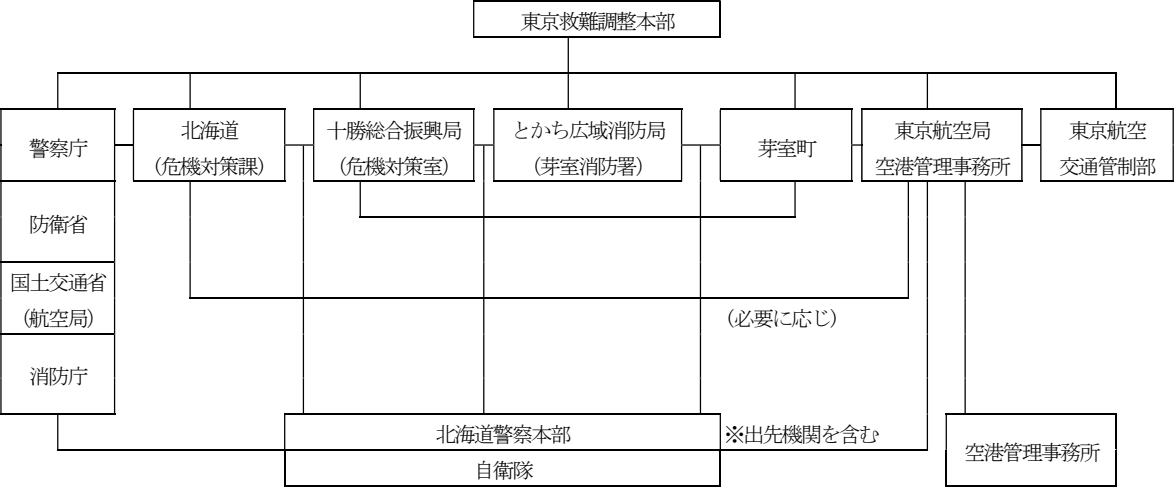 東京救難調整本部
警察庁
北海道
(危機対策課)
十勝総合振興局
(危機対策室)
とかち広域消防局
(芽室消防署)
芽室町
東京航空局
空港管理事務所
東京航空
交通管制部
防衛省
国土交通省
(航空局)
(必要に応じ)
消防庁
北海道警察本部
※出先機関を含む
自衛隊
空港管理事務所